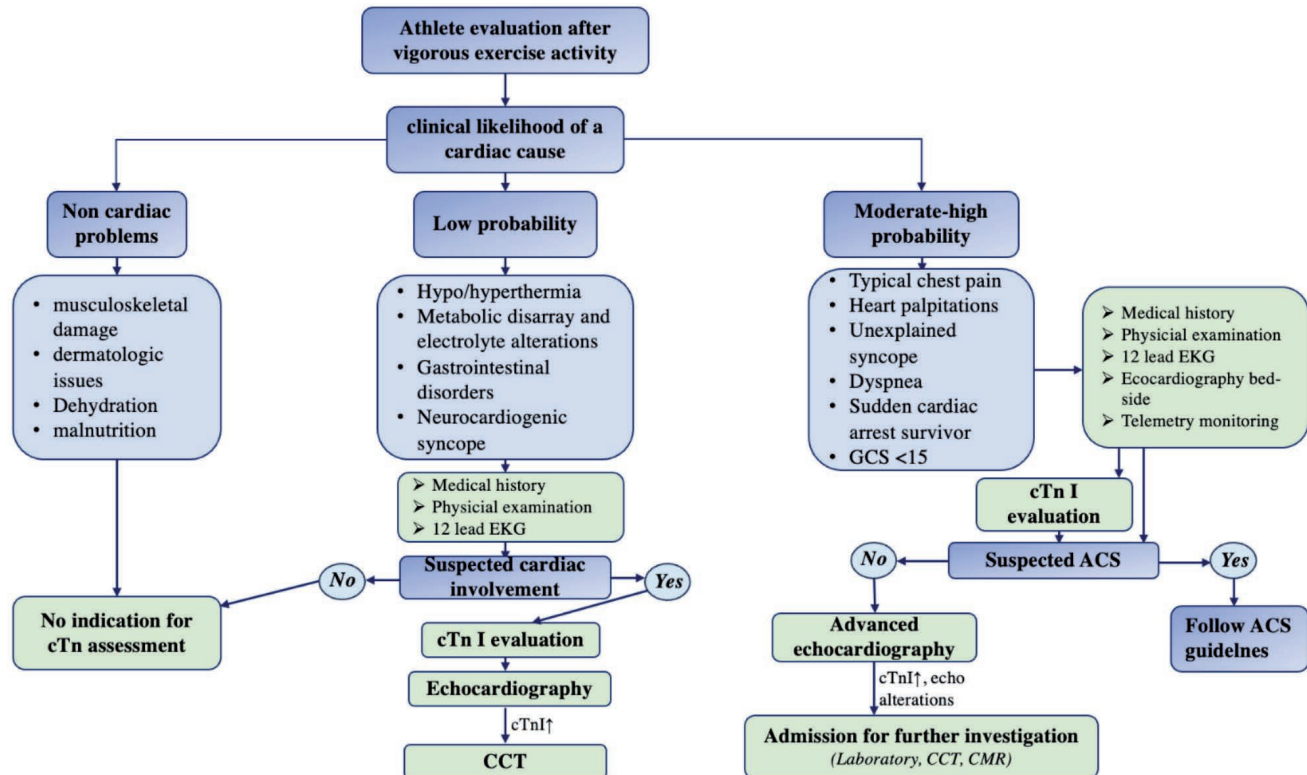 Athlete evaluation after
vigorous exercise activity
clinical likelihood of a
cardiac cause
Non cardiac
problems
• musculoskeletal
damage
• dermatologic
issues
• Dehydration
• malnutrition
Low probability
• Hypo/hyperthermia
• Metabolic disarray and
electrolyte alterations
• Gastrointestinal
disorders
• Neurocardiogenic
syncope
➢ Medical history
➢ Physicial examination
➢ 12 lead EKG
Suspected cardiac
involvement
No
Yes
No indication for
cTn assessment
cTn I evaluation
Echocardiography
cTnI↑
CCT
Moderate-high
probability
• Typical chest pain
• Heart palpitations
• Unexplained
syncope
• Dyspnea
• Sudden cardiac
arrest survivor
• GCS <15
➢ Medical history
➢ Physicial examination
➢ 12 lead EKG
➢ Ecocardiography bed-
side
➢ Telemetry monitoring
cTn I
evaluation
Suspected ACS
No
Yes
Advanced
echocardiography
Follow ACS
guidelnes
cTnI↑, echo
alterations
Admission for further investigation
(Laboratory, CCT, CMR)